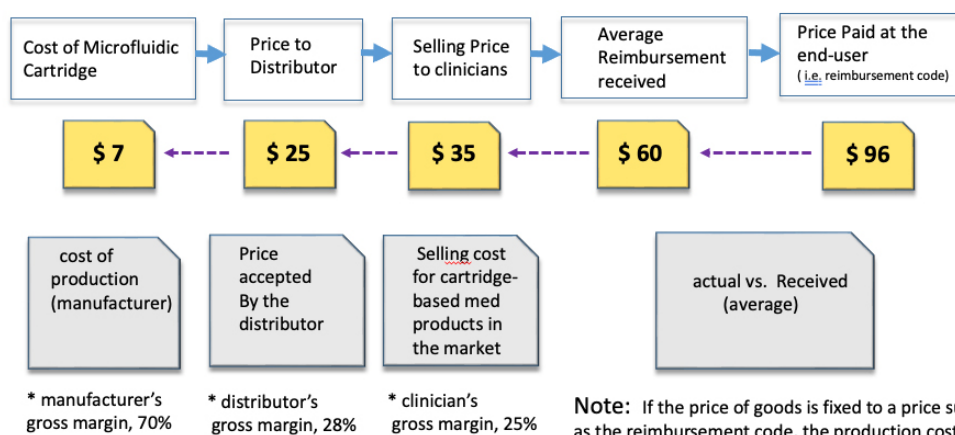 Cost of Microfluidic
Cartridge
Price to
Distributor
Selling Price
to clinicians
Average
Reimbursement
received
Price Paid at the
end-user
( i.e. reimbursement code)
$ 7
$ 25
$ 35
$ 60
$ 96
cost of
production
(manufacturer)
Price
accepted
By the
distributor
Selling cost
for cartridge-
based med
products in
the market
actual vs. Received
(average)
* manufacturer's
gross margin, 70%
* distributor's
gross margin, 28%
* clinician's
gross margin, 25%
Note: If the price of goods is fixed to a price
as the reimbursement code, the production cost